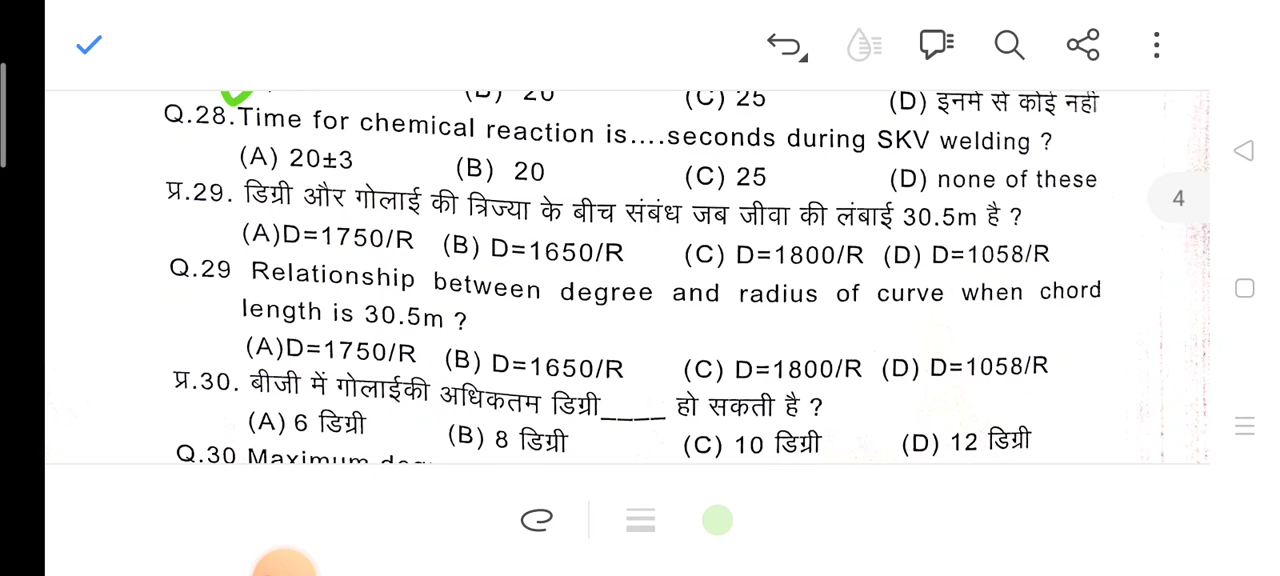 (B) 20 (C) 25 (D) इनमें से कोई नहीं
Q.28.Time for chemical reaction is....seconds during SKV welding ?
(A) 20±3 (B) 20 (C) 25 (D) none of these
प्र.29. डिग्री और गोलाई की त्रिज्या के बीच संबंध जब जीवा की लंबाई 30.5m है ?
(A)D=1750/R (B) D=1650/R (C) D=1800/R (D) D=1058/R
4
Q.29 Relationship between degree and radius of curve when chord
length is 30.5m ?
(A)D=1750/R (B) D=1650/R (C) D=1800/R (D) D=1058/R
प्र.30. बीजी में गोलाईकी अधिकतम डिग्री____ हो सकती है ?
(A) 6 डिग्री (B) 8 डिग्री (C) 10 डिग्री (D) 12 डिग्री
Q.30 Maximum